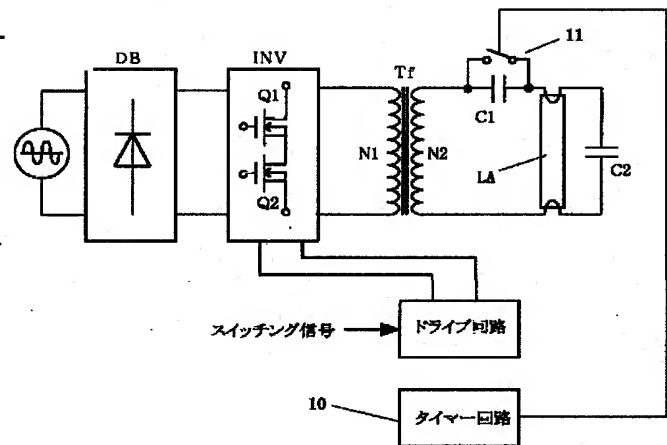 DB
INV
11
Tf
Q1
C1
N1
N2
LA
C2
Q2
スイッチング信号
ドライブ回路
10
タイマー回路